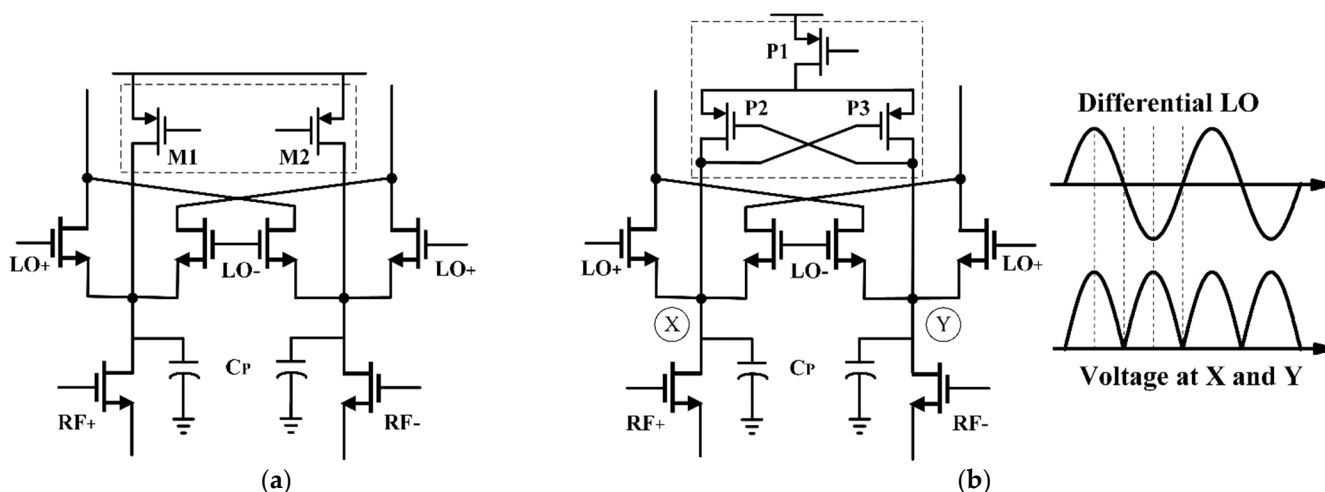 P1
P2 P3
Differential LO
M1 M2
LO+ LO- LO+
LO+ LO- LO+
X Y
CP CP
Voltage at X and Y
RF+ RF-
RF+ RF-
(a) (b)